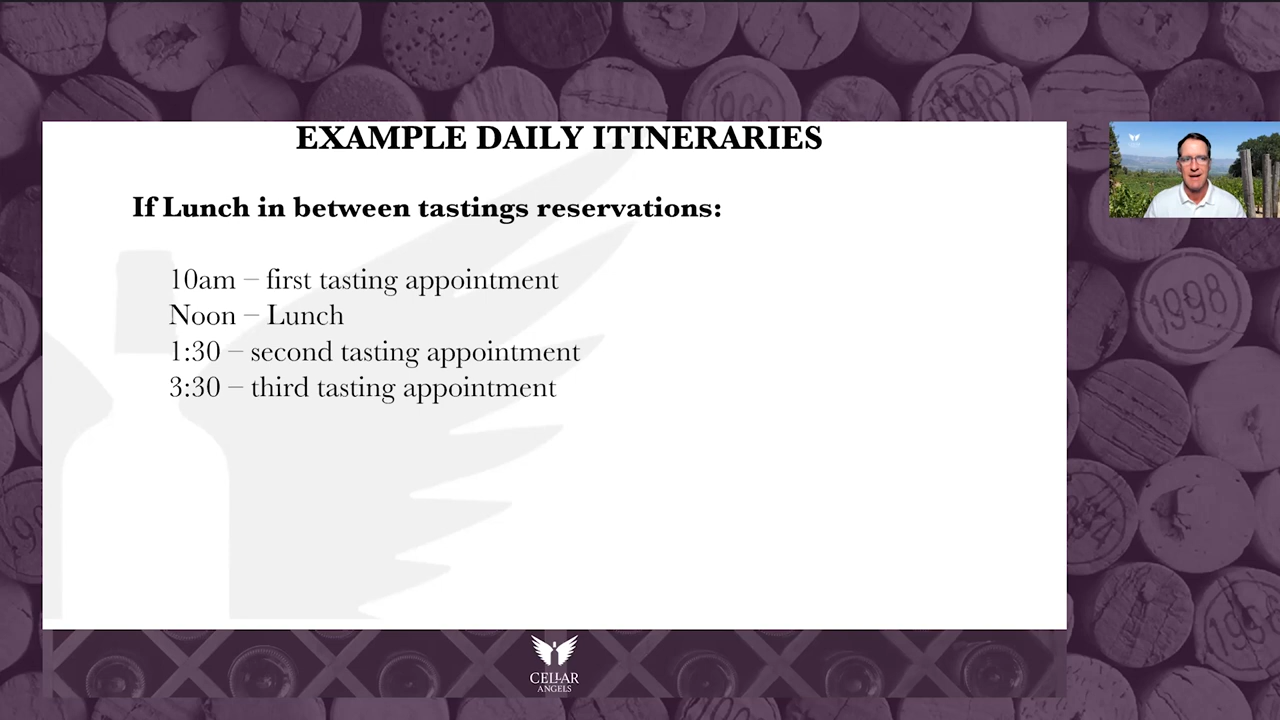 EXAMPLE DAILY ITINERARIES
If Lunch in between tastings reservations:
10am – first tasting appointment
Noon – Lunch
1:30 – second tasting appointment
3:30 – third tasting appointment
CELLAR
ANGELS
1998